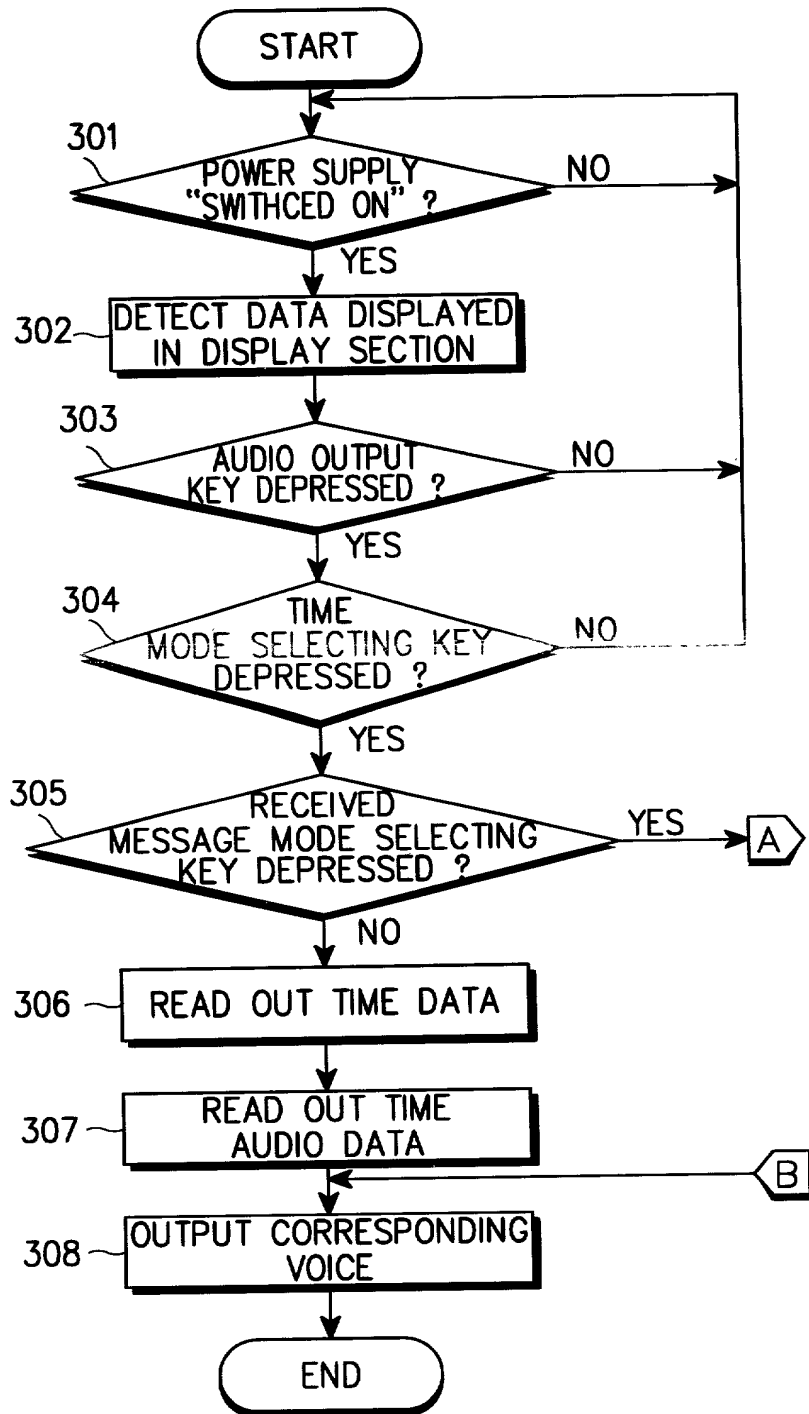 START
301
POWER SUPPLY
"SWITHCED ON" ?
NO
YES
302
DETECT DATA DISPLAYED
IN DISPLAY SECTION
303
AUDIO OUTPUT
KEY DEPRESSED ?
NO
YES
304
TIME
MODE SELECTING KEY
DEPRESSED ?
NO
YES
305
RECEIVED
MESSAGE MODE SELECTING
KEY DEPRESSED ?
YES
A
NO
306
READ OUT TIME DATA
307
READ OUT TIME
AUDIO DATA
B
308
OUTPUT CORRESPONDING
VOICE
END